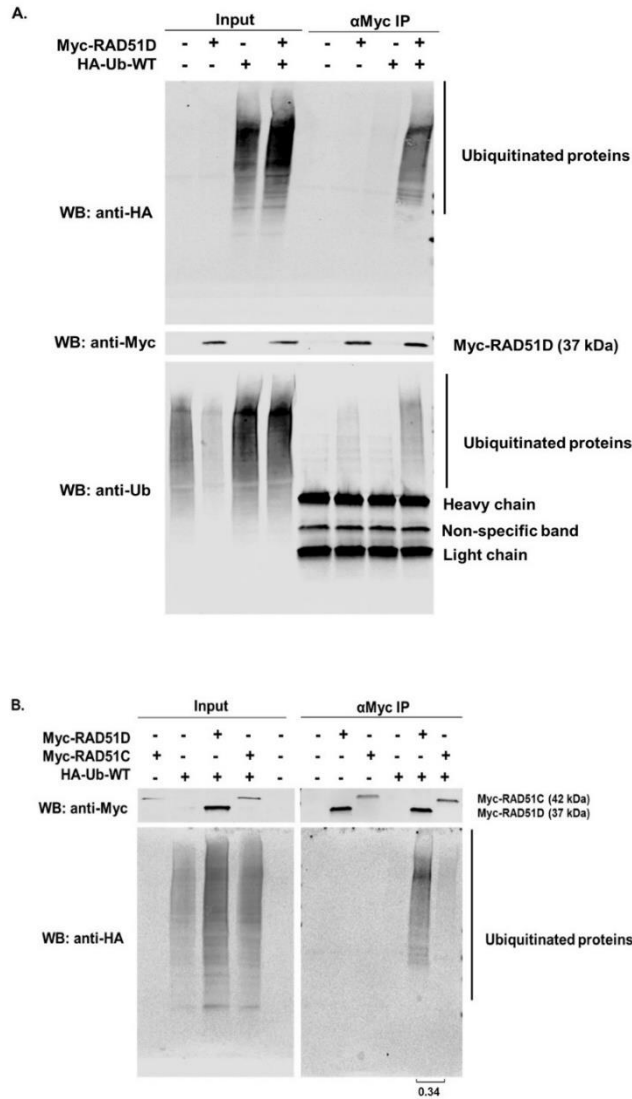 A.
Input αMyc IP
Myc-RAD51D - + - + - + - +
HA-Ub-WT - - + + - - + +
Ubiquitinated proteins
WB: anti-HA
WB: anti-Myc Myc-RAD51D (37 kDa)
Ubiquitinated proteins
WB: anti-Ub
Heavy chain
Non-specific band
Light chain
B.
Input αMyc IP
Myc-RAD51D - - + - - - + - - + -
Myc-RAD51C + - - + - - - + - - +
HA-Ub-WT - + + + - - - - + + +
WB: anti-Myc
Myc-RAD51C (42 kDa)
Myc-RAD51D (37 kDa)
WB: anti-HA
Ubiquitinated proteins
0.34